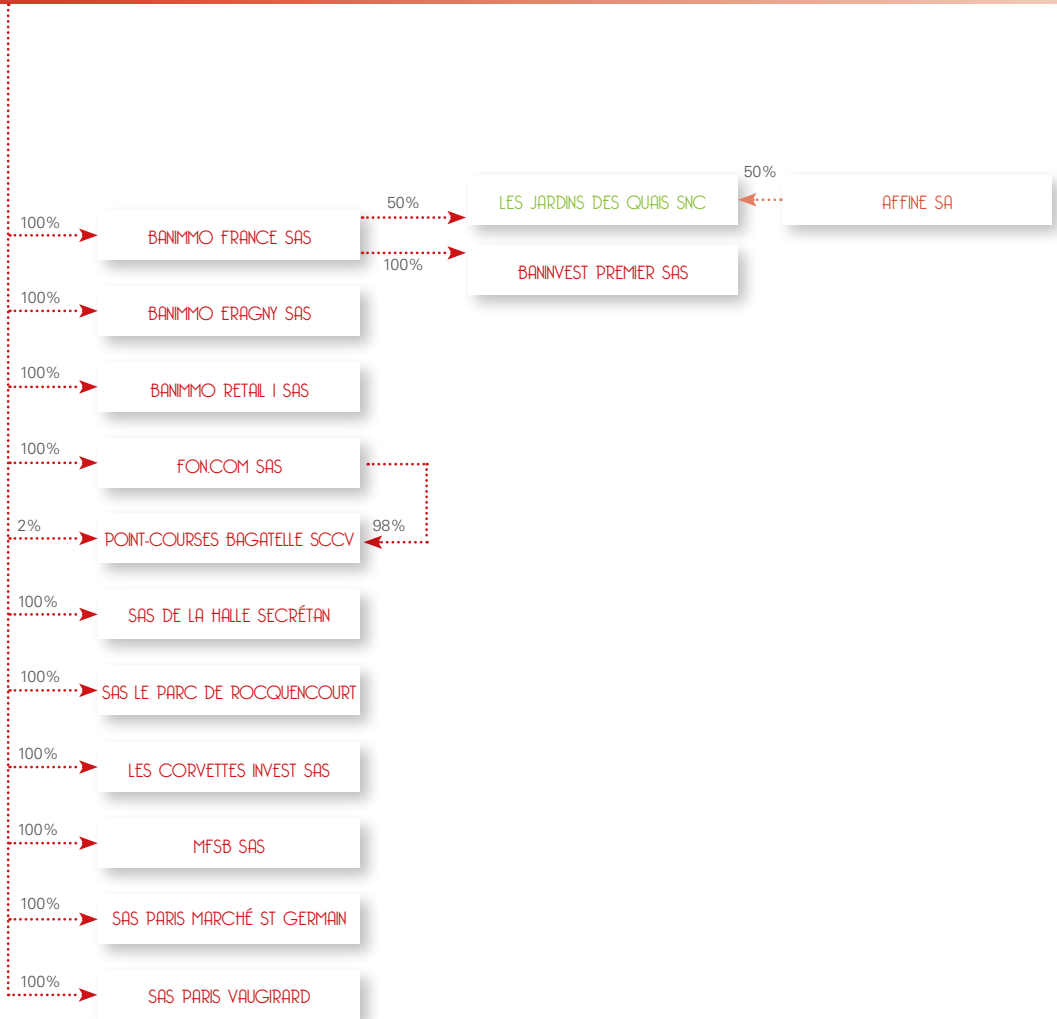 50%
50%
LES JARDINS DES QUAIS SNC
AFFINE SA
100%
BANIMMO FRANCE SAS
100%
BANINVEST PREMIER SAS
100%
BANIMMO ERAGNY SAS
100%
BANIMMO RETAIL I SAS
100%
FON.COM SAS
2%
POINT-COURSES BAGATELLE SCCV
98%
100%
SAS DE LA HALLE SECRÉTAN
100%
SAS LE PARC DE ROCQUENCOURT
100%
LES CORVETTES INVEST SAS
100%
MFSB SAS
100%
SAS PARIS MARCHÉ ST GERMAIN
100%
SAS PARIS VAUGIRARD